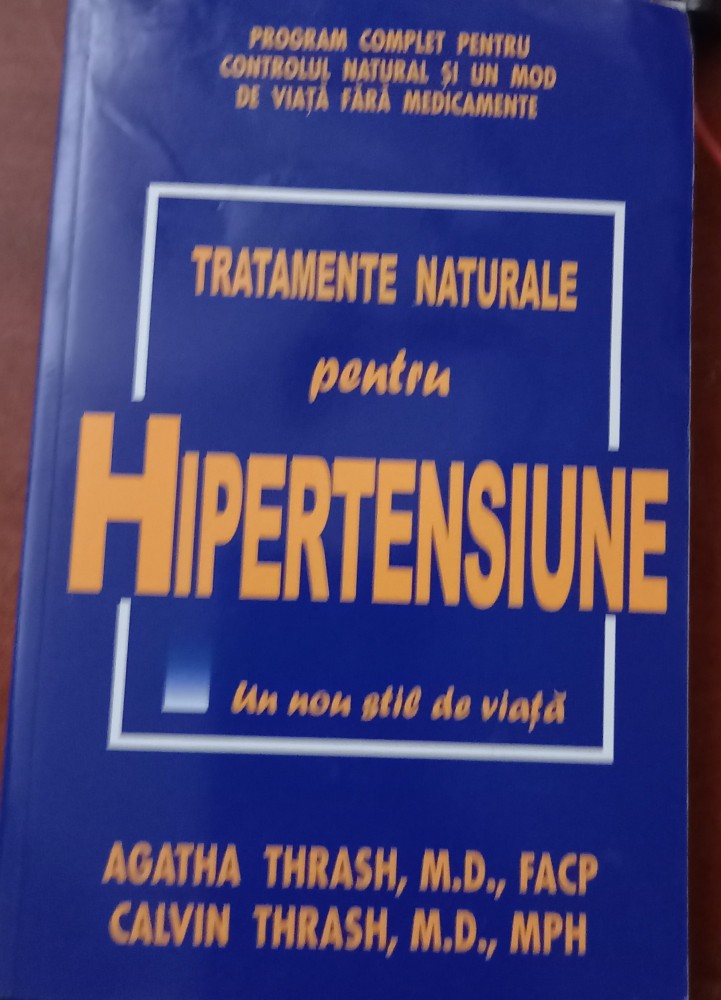 PROGRAM COMPLET PENTRU
CONTROLUL NATURAL ȘI UN MOD
DE VIAȚĂ FĂRĂ MEDICAMENTE
TRATAMENTE NATURALE
pentru
HIPERTENSIUNE
Un nou stil de viață
AGATHA THRASH, M.D., FACP
CALVIN THRASH, M.D., MPH